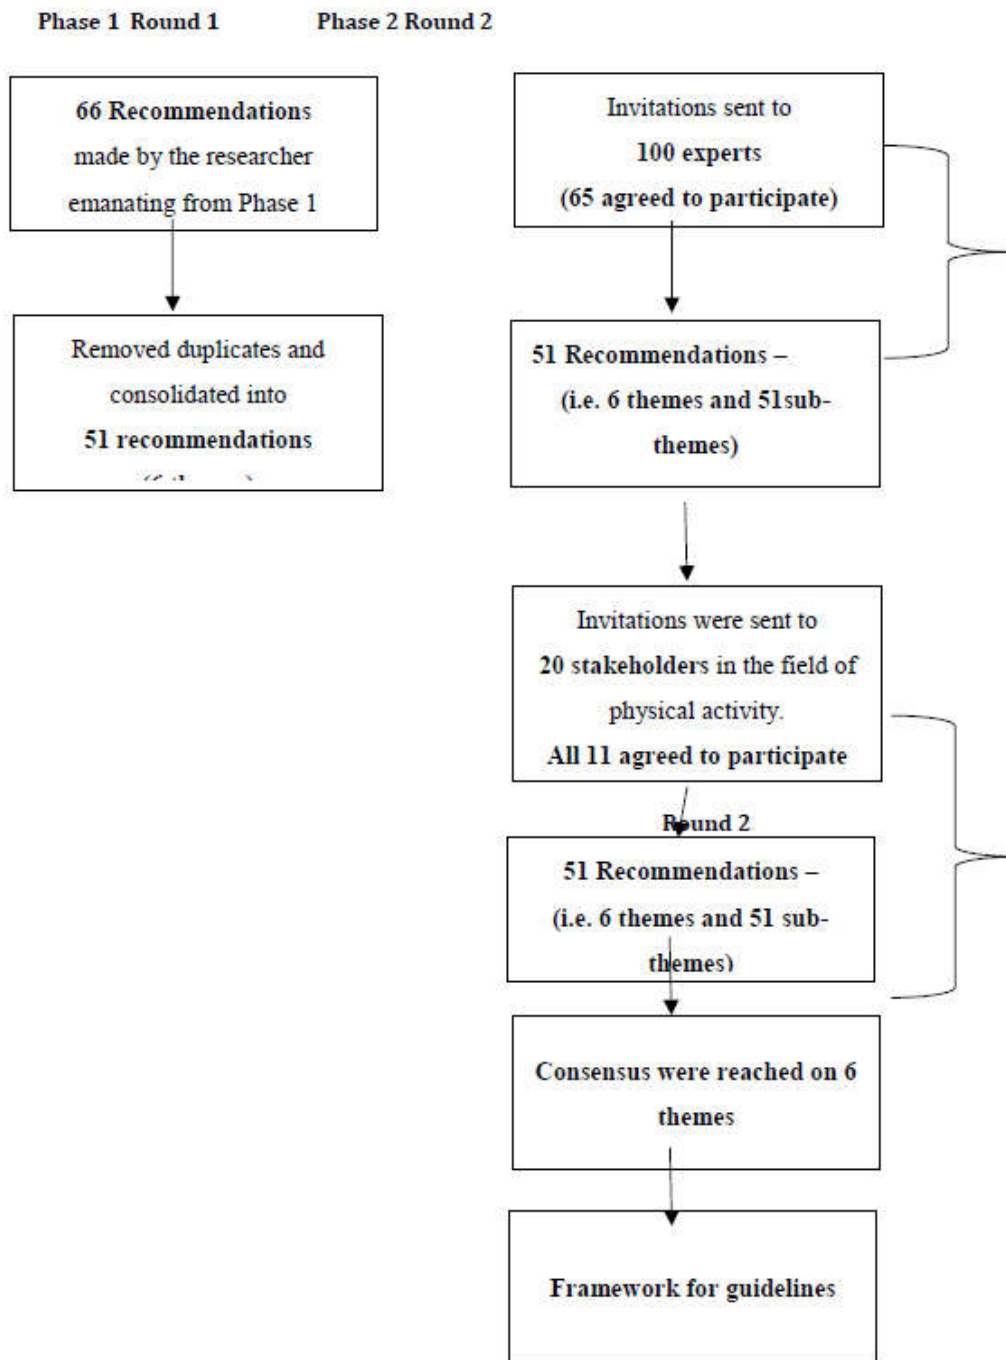 Phase 1 Round 1
Phase 2 Round 2
66 Recommendations
made by the researcher
emanating from Phase 1
Removed duplicates and
consolidated into
51 recommendations
Invitations sent to
100 experts
(65 agreed to participate)
51 Recommendations –
(i.e. 6 themes and 51sub-
themes)
Invitations were sent to
20 stakeholders in the field of
physical activity.
All 11 agreed to participate
Round 2
51 Recommendations –
(i.e. 6 themes and 51 sub-
themes)
Consensus were reached on 6
themes
Framework for guidelines